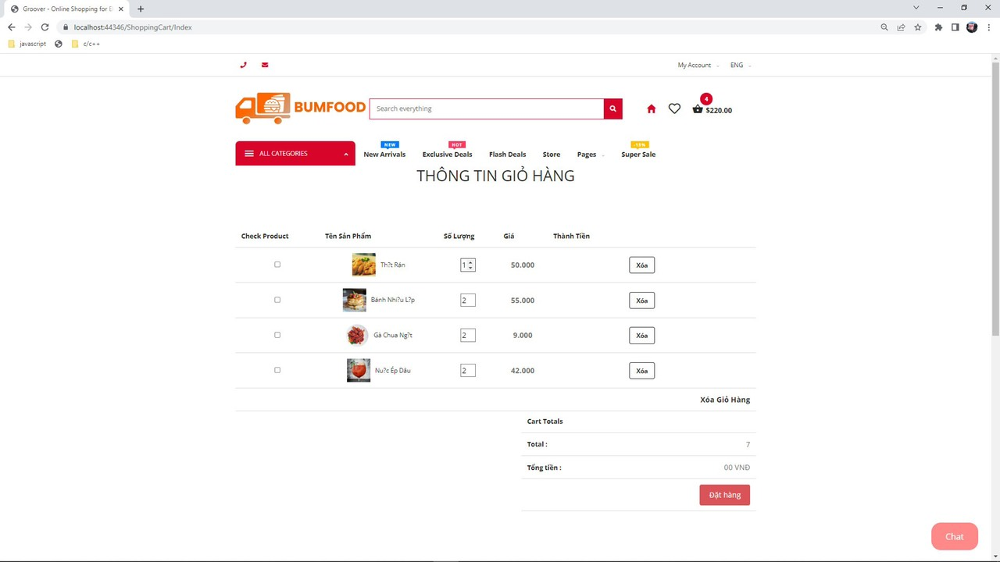 Groover - Online Shopping for El
localhost:44346/ShoppingCart/Index
javascript
c/c++
My Account
ENG
BUMFOOD
Search everything
4
$220.00
ALL CATEGORIES
NEW
New Arrivals
HOT
Exclusive Deals
Flash Deals
Store
Pages
-15%
Super Sale
THÔNG TIN GIỎ HÀNG
Check Product Tên Sản Phẩm Số Lượng Giá Thành Tiền
Th?t Rán 1 50.000 Xóa
Bánh Nhi?u L?p 2 55.000 Xóa
Gà Chua Ng?t 2 9.000 Xóa
Nu?c Ép Dâu 2 42.000 Xóa
Xóa Giỏ Hàng
Cart Totals
Total : 7
Tổng tiền : 00 VNĐ
Đặt hàng
Chat